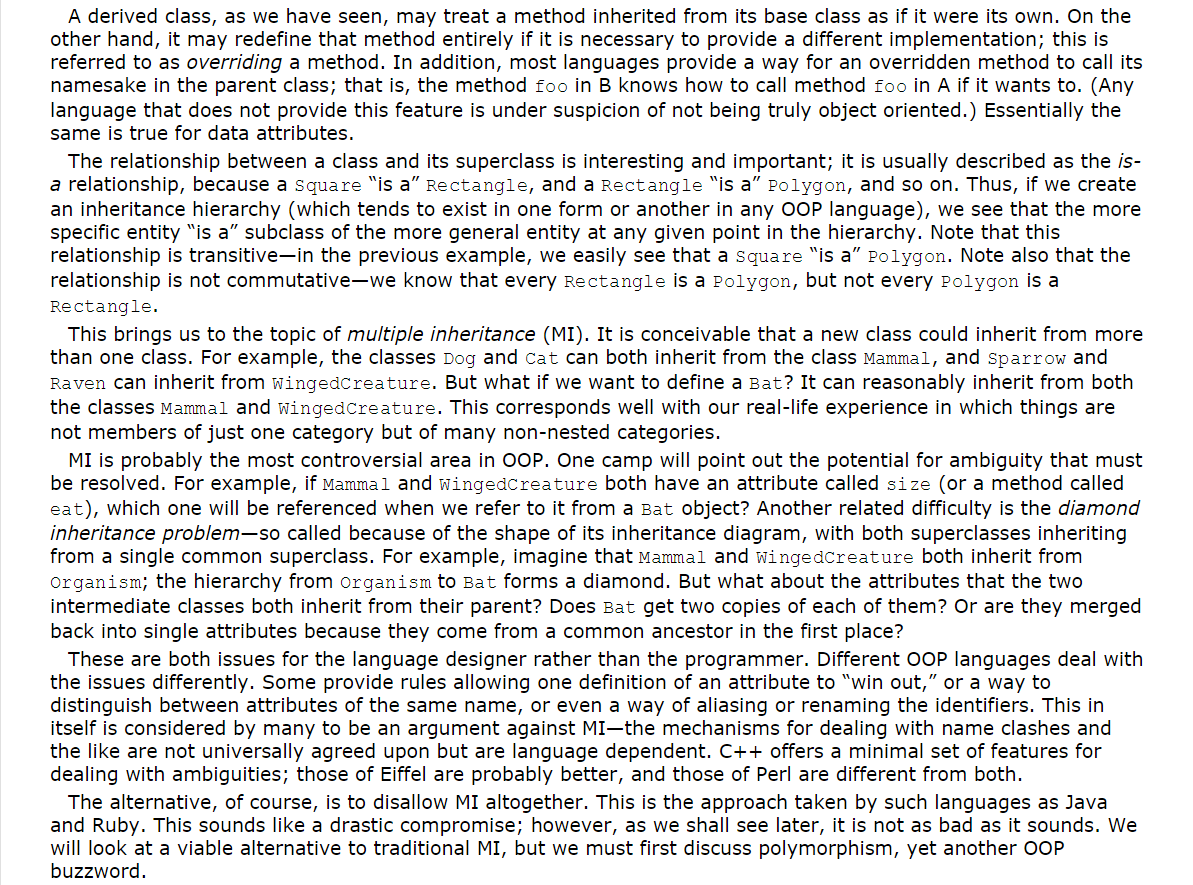 A derived class, as we have seen, may treat a method inherited from its base class as if it were its own. On the
other hand, it may redefine that method entirely if it is necessary to provide a different implementation; this is
referred to as overriding a method. In addition, most languages provide a way for an overridden method to call its
namesake in the parent class; that is, the method foo in B knows how to call method foo in A if it wants to. (Any
language that does not provide this feature is under suspicion of not being truly object oriented.) Essentially the
same is true for data attributes.
The relationship between a class and its superclass is interesting and important; it is usually described as the is-
a relationship, because a Square “is a” Rectangle, and a Rectangle “is a” Polygon, and so on. Thus, if we create
an inheritance hierarchy (which tends to exist in one form or another in any OOP language), we see that the more
specific entity “is a” subclass of the more general entity at any given point in the hierarchy. Note that this
relationship is transitive—in the previous example, we easily see that a Square “is a” Polygon. Note also that the
relationship is not commutative—we know that every Rectangle is a Polygon, but not every Polygon is a
Rectangle.
This brings us to the topic of multiple inheritance (MI). It is conceivable that a new class could inherit from more
than one class. For example, the classes Dog and Cat can both inherit from the class Mammal, and Sparrow and
Raven can inherit from WingedCreature. But what if we want to define a Bat? It can reasonably inherit from both
the classes Mammal and WingedCreature. This corresponds well with our real-life experience in which things are
not members of just one category but of many non-nested categories.
MI is probably the most controversial area in OOP. One camp will point out the potential for ambiguity that must
be resolved. For example, if Mammal and WingedCreature both have an attribute called size (or a method called
eat), which one will be referenced when we refer to it from a Bat object? Another related difficulty is the diamond
inheritance problem—so called because of the shape of its inheritance diagram, with both superclasses inheriting
from a single common superclass. For example, imagine that Mammal and WingedCreature both inherit from
Organism; the hierarchy from Organism to Bat forms a diamond. But what about the attributes that the two
intermediate classes both inherit from their parent? Does Bat get two copies of each of them? Or are they merged
back into single attributes because they come from a common ancestor in the first place?
These are both issues for the language designer rather than the programmer. Different OOP languages deal with
the issues differently. Some provide rules allowing one definition of an attribute to “win out,” or a way to
distinguish between attributes of the same name, or even a way of aliasing or renaming the identifiers. This in
itself is considered by many to be an argument against MI—the mechanisms for dealing with name clashes and
the like are not universally agreed upon but are language dependent. C++ offers a minimal set of features for
dealing with ambiguities; those of Eiffel are probably better, and those of Perl are different from both.
The alternative, of course, is to disallow MI altogether. This is the approach taken by such languages as Java
and Ruby. This sounds like a drastic compromise; however, as we shall see later, it is not as bad as it sounds. We
will look at a viable alternative to traditional MI, but we must first discuss polymorphism, yet another OOP
buzzword.